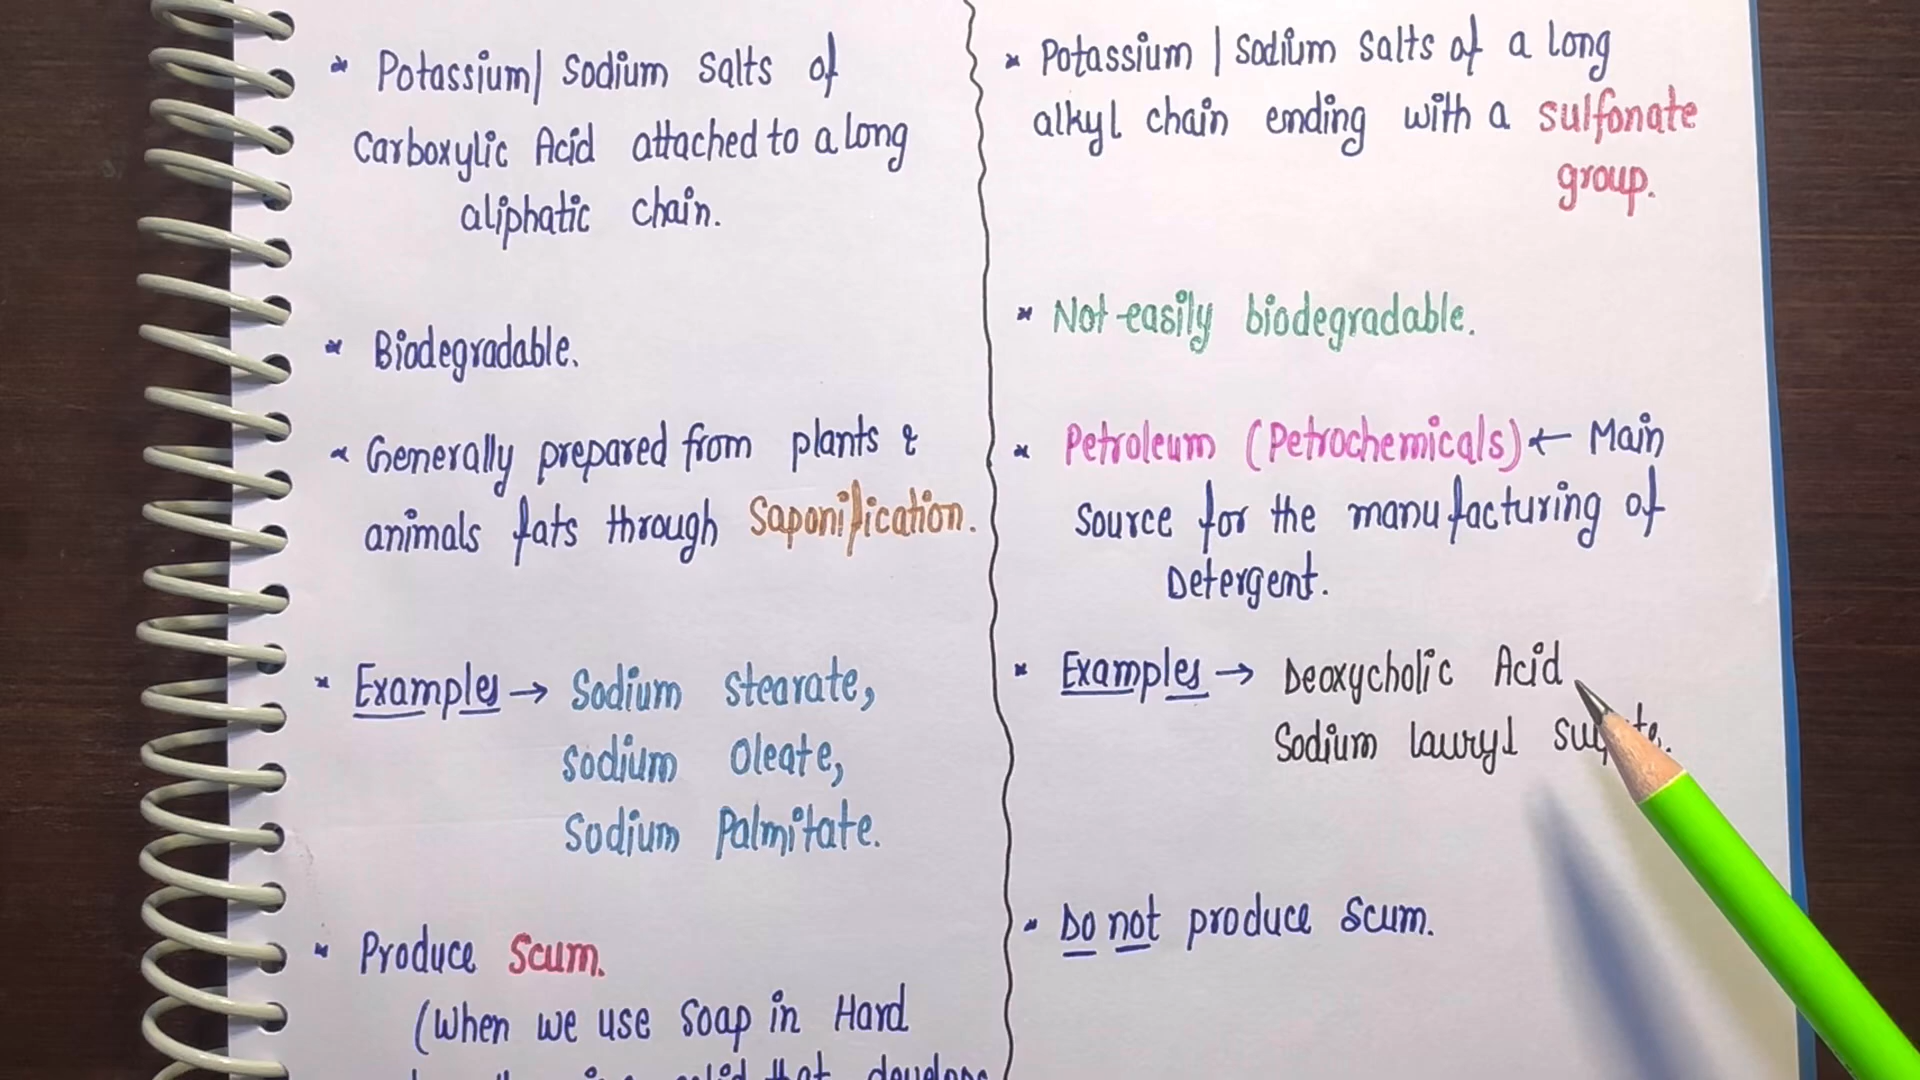 * Potassium/ Sodium Salts of
Carboxylic Acid attached to a long
aliphatic chain.
* Biodegradable.
* Generally prepared from plants &
animals fats through Saponification.
* Examples → Sodium stearate,
sodium Oleate,
Sodium Palmitate.
* Produce Scum.
(When we use soap in Hard
solid that develops
* Potassium | Sodium Salts of a long
alkyl chain ending with a sulfonate
group.
* Not easily biodegradable.
* Petroleum (Petrochemicals) ← Main
Source for the manufacturing of
Detergent.
* Examples → Deoxycholic Acid
Sodium lauryl
* Do not produce Scum.